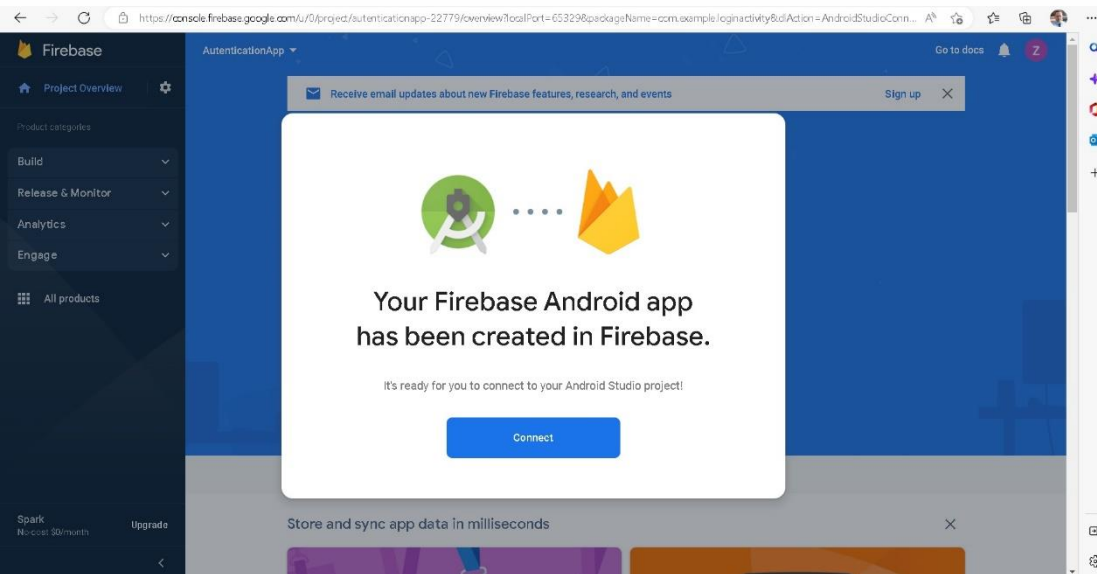 https://console.firebase.google.com/u/0/project/autenticationapp-22779/overview?localPort=65329&packageName=com.example.loginactivity&dlAction=AndroidStudioConn...
Firebase
AutenticationApp
Go to docs
Z
Project Overview
Receive email updates about new Firebase features, research, and events
Sign up
Product categories
Build
Release & Monitor
Analytics
Engage
All products
Your Firebase Android app
has been created in Firebase.
It's ready for you to connect to your Android Studio project!
Connect
Spark
No-cost $0/month
Upgrade
Store and sync app data in milliseconds